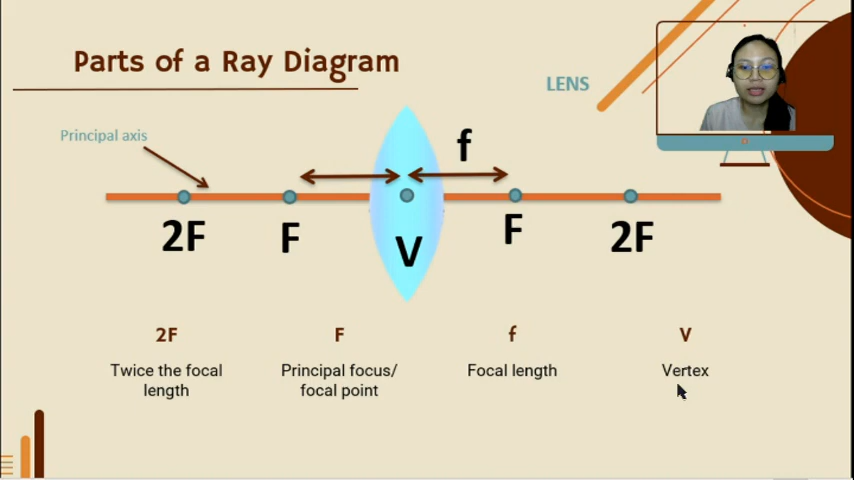 Parts of a Ray Diagram
LENS
Principal axis
f
2F
F
V
F
2F
2F
F
f
V
Twice the focal
length
Principal focus/
focal point
Focal length
Vertex